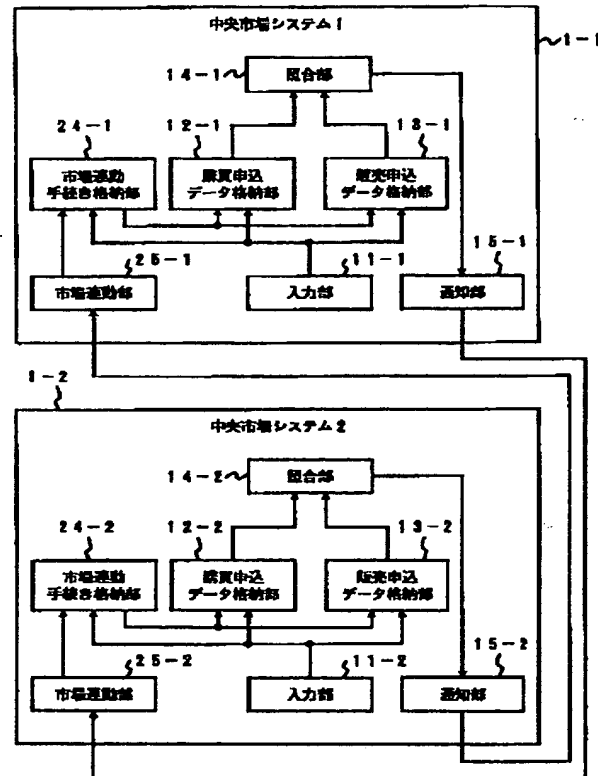 中央市場システム1
1-1
14-1
照合部
24-1
12-1
13-1
市場連動
手続き格納部
購買申込
データ格納部
販売申込
データ格納部
25-1
11-1
15-1
市場連動部
入力部
通知部
1-2
中央市場システム2
14-2
照合部
24-2
12-2
13-2
市場連動
手続き格納部
購買申込
データ格納部
販売申込
データ格納部
25-2
11-2
15-2
市場連動部
入力部
通知部